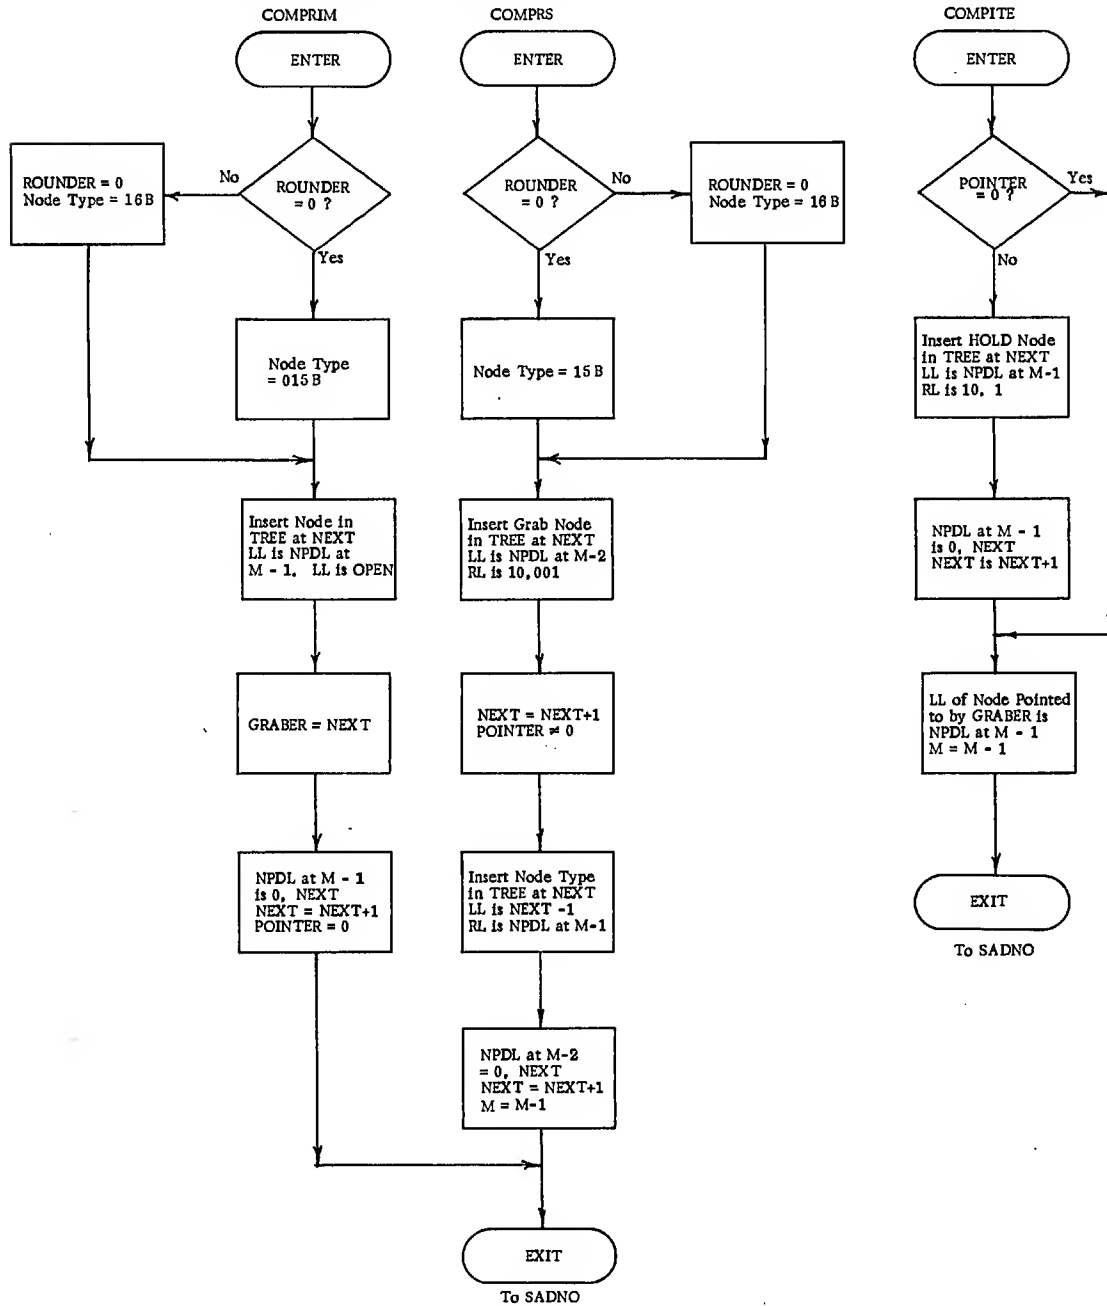 COMPRIM
ENTER
ROUNDER
= 0 ?
No
ROUNDER = 0
Node Type = 16 B
Yes
Node Type
= 015 B
Insert Node in
TREE at NEXT
LL is NPDL at
M - 1. LL is OPEN
GRABER = NEXT
NPDL at M - 1
is 0, NEXT
NEXT = NEXT+1
POINTER = 0
COMPRS
ENTER
ROUNDER
= 0 ?
No
ROUNDER = 0
Node Type = 16 B
Yes
Node Type = 15 B
Insert Grab Node
in TREE at NEXT
LL is NPDL at M-2
RL is 10,001
NEXT = NEXT+1
POINTER ≠ 0
Insert Node Type
in TREE at NEXT
LL is NEXT -1
RL is NPDL at M-1
NPDL at M-2
= 0, NEXT
NEXT = NEXT+1
M = M-1
EXIT
To SADNO
COMPITE
ENTER
POINTER
= 0 ?
Yes
No
Insert HOLD Node
in TREE at NEXT
LL is NPDL at M-1
RL is 10, 1
NPDL at M - 1
is 0, NEXT
NEXT is NEXT+1
LL of Node Pointed
to by GRABER is
NPDL at M - 1
M = M - 1
EXIT
To SADNO